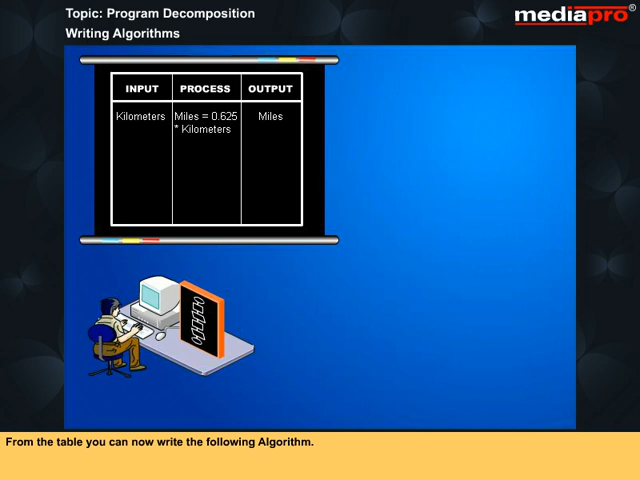 Topic: Program Decomposition
Writing Algorithms
mediapro®
INPUT PROCESS OUTPUT
Kilometers Miles = 0.625 Miles
* Kilometers
From the table you can now write the following Algorithm.